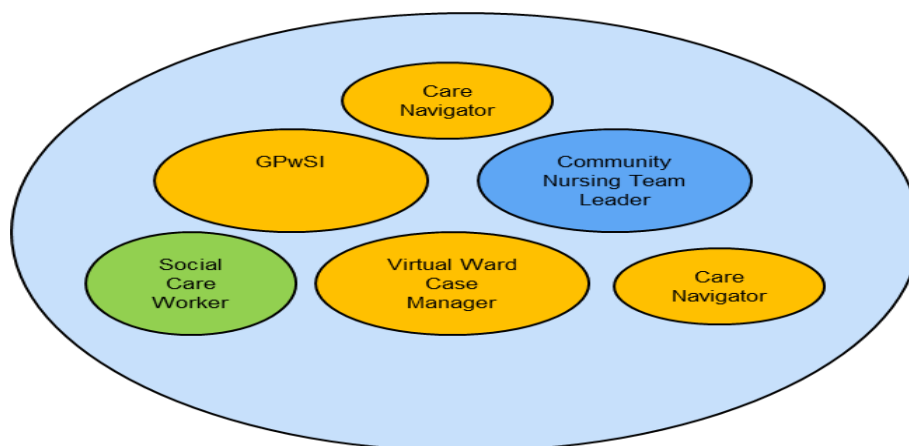 Care
Navigator
GPwSI
Community
Nursing Team
Leader
Social
Care
Worker
Virtual Ward
Case
Manager
Care
Navigator